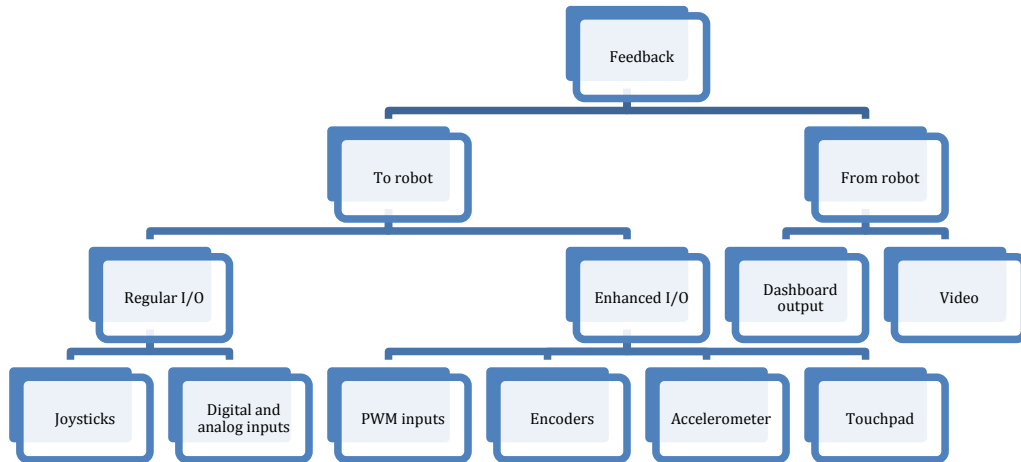 Feedback
To robot
From robot
Regular I/O
Enhanced I/O
Dashboard
output
Video
Joysticks
Digital and
analog inputs
PWM inputs
Encoders
Accelerometer
Touchpad